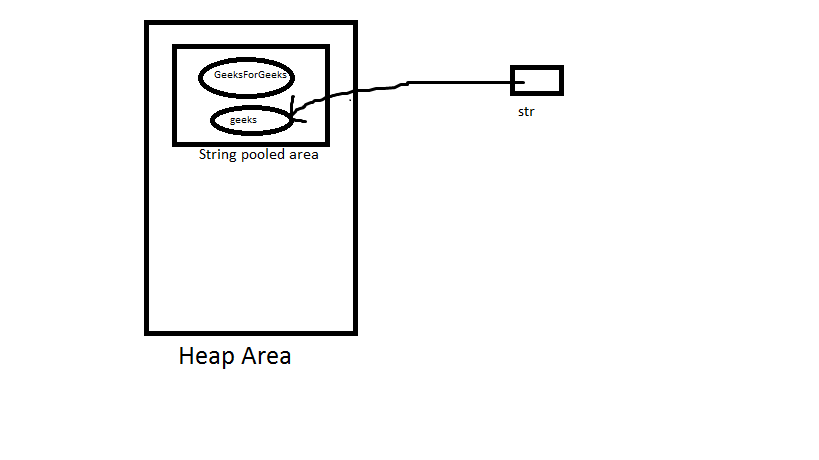 GeeksForGeeks
geeks
str
String pooled area
Heap Area